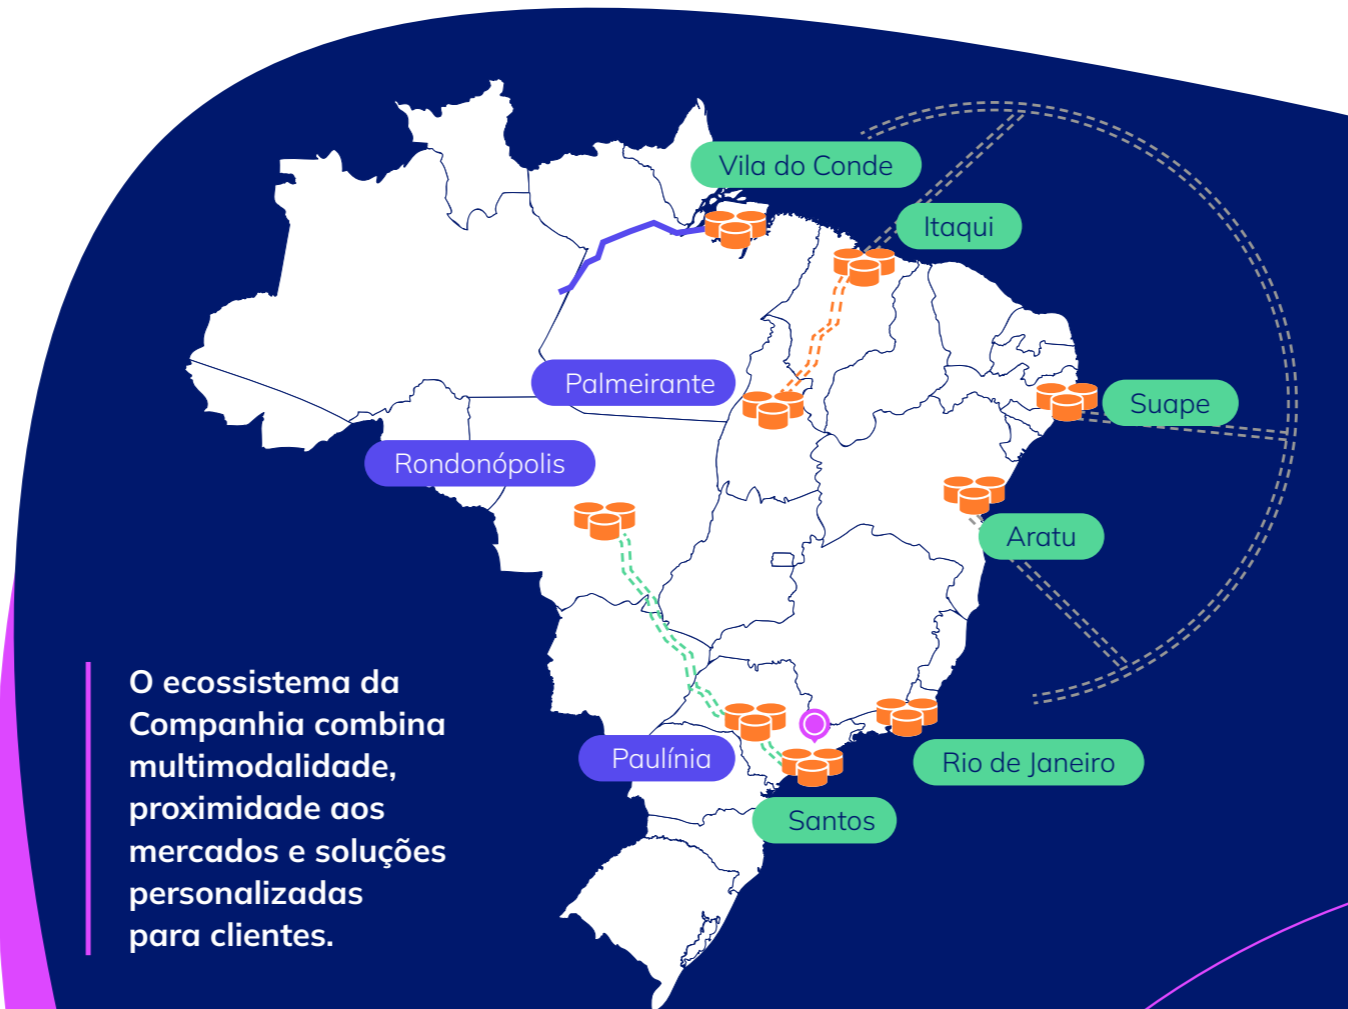 Vila do Conde
Itaqui
Palmeirante
Suape
Rondonópolis
Aratu
Paulínia
Rio de Janeiro
Santos
O ecossistema da
Companhia combina
multimodalidade,
proximidade aos
mercados e soluções
personalizadas
para clientes.